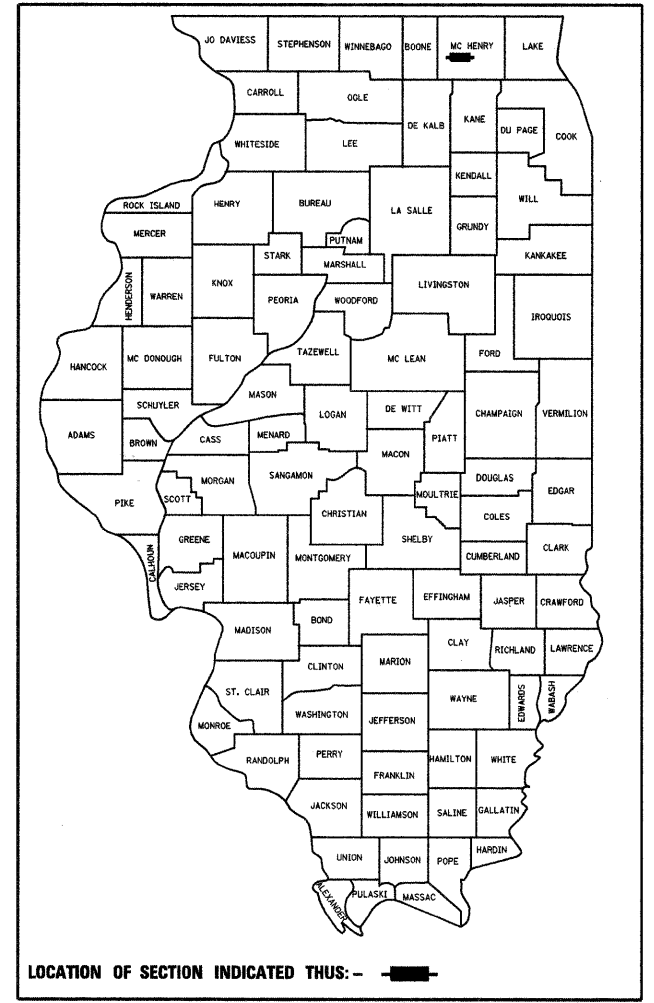 JO DAVIESS
STEPHENSON
WINNEBAGO
BOONE
MC HENRY
LAKE
CARROLL
OGLE
DE KALB
KANE
DU PAGE
COOK
WHITESIDE
LEE
KENDALL
WILL
ROCK ISLAND
HENRY
BUREAU
LA SALLE
GRUNDY
MERCER
PUTNAM
STARK
MARSHALL
KANKAKEE
HENDERSON
WARREN
KNOX
PEORIA
WOODFORD
LIVINGSTON
IROQUOIS
HANCOCK
MC DONOUGH
FULTON
TAZEWELL
MC LEAN
FORD
MASON
SCHUYLER
LOGAN
DE WITT
CHAMPAIGN
VERMILION
ADAMS
BROWN
CASS
MENARD
PIATT
MACON
SANGAMON
MORGAN
SCOTT
PIKE
DOUGLAS
EDGAR
MOULTRIE
CHRISTIAN
COLES
GREENE
MACOUPIN
MONTGOMERY
SHELBY
CUMBERLAND
CLARK
CALHOUN
JERSEY
FAYETTE
EFFINGHAM
JASPER
CRAWFORD
MADISON
BOND
CLAY
RICHLAND
LAWRENCE
CLINTON
MARION
ST. CLAIR
WAYNE
EDWARDS
WABASH
WASHINGTON
JEFFERSON
MONROE
RANDOLPH
PERRY
HAMILTON
WHITE
FRANKLIN
JACKSON
WILLIAMSON
SALINE
GALLATIN
UNION
JOHNSON
POPE
HARDIN
ALEXANDER
PULASKI
MASSAC
LOCATION OF SECTION INDICATED THUS: –